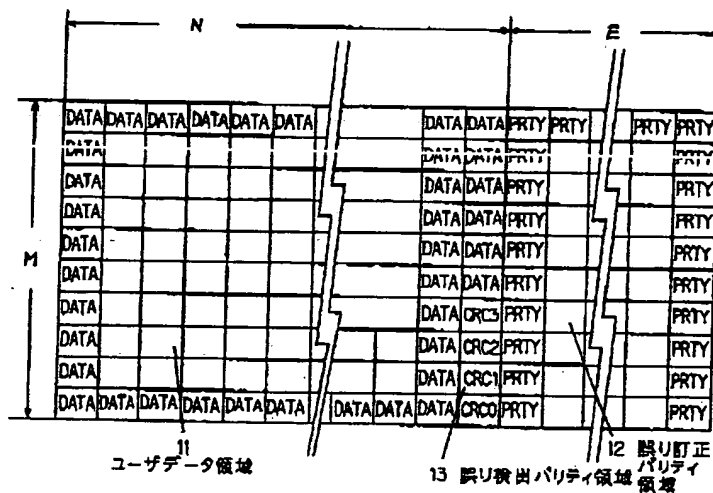 N E
DATA DATA DATA DATA DATA DATA DATA DATA PRTY PRTY PRTY PRTY
DATA DATA DATA PRTY PRTY
DATA DATA DATA PRTY PRTY
DATA DATA DATA PRTY PRTY
DATA DATA DATA PRTY PRTY
M
DATA DATA DATA PRTY PRTY
DATA DATA CRC3 PRTY PRTY
DATA DATA CRC2 PRTY PRTY
DATA DATA CRC1 PRTY PRTY
DATA DATA DATA DATA DATA DATA DATA DATA DATA CRC0 PRTY PRTY
11
ユーザデータ領域
13 誤り検出パリティ領域
12 誤り訂正
パリティ
領域